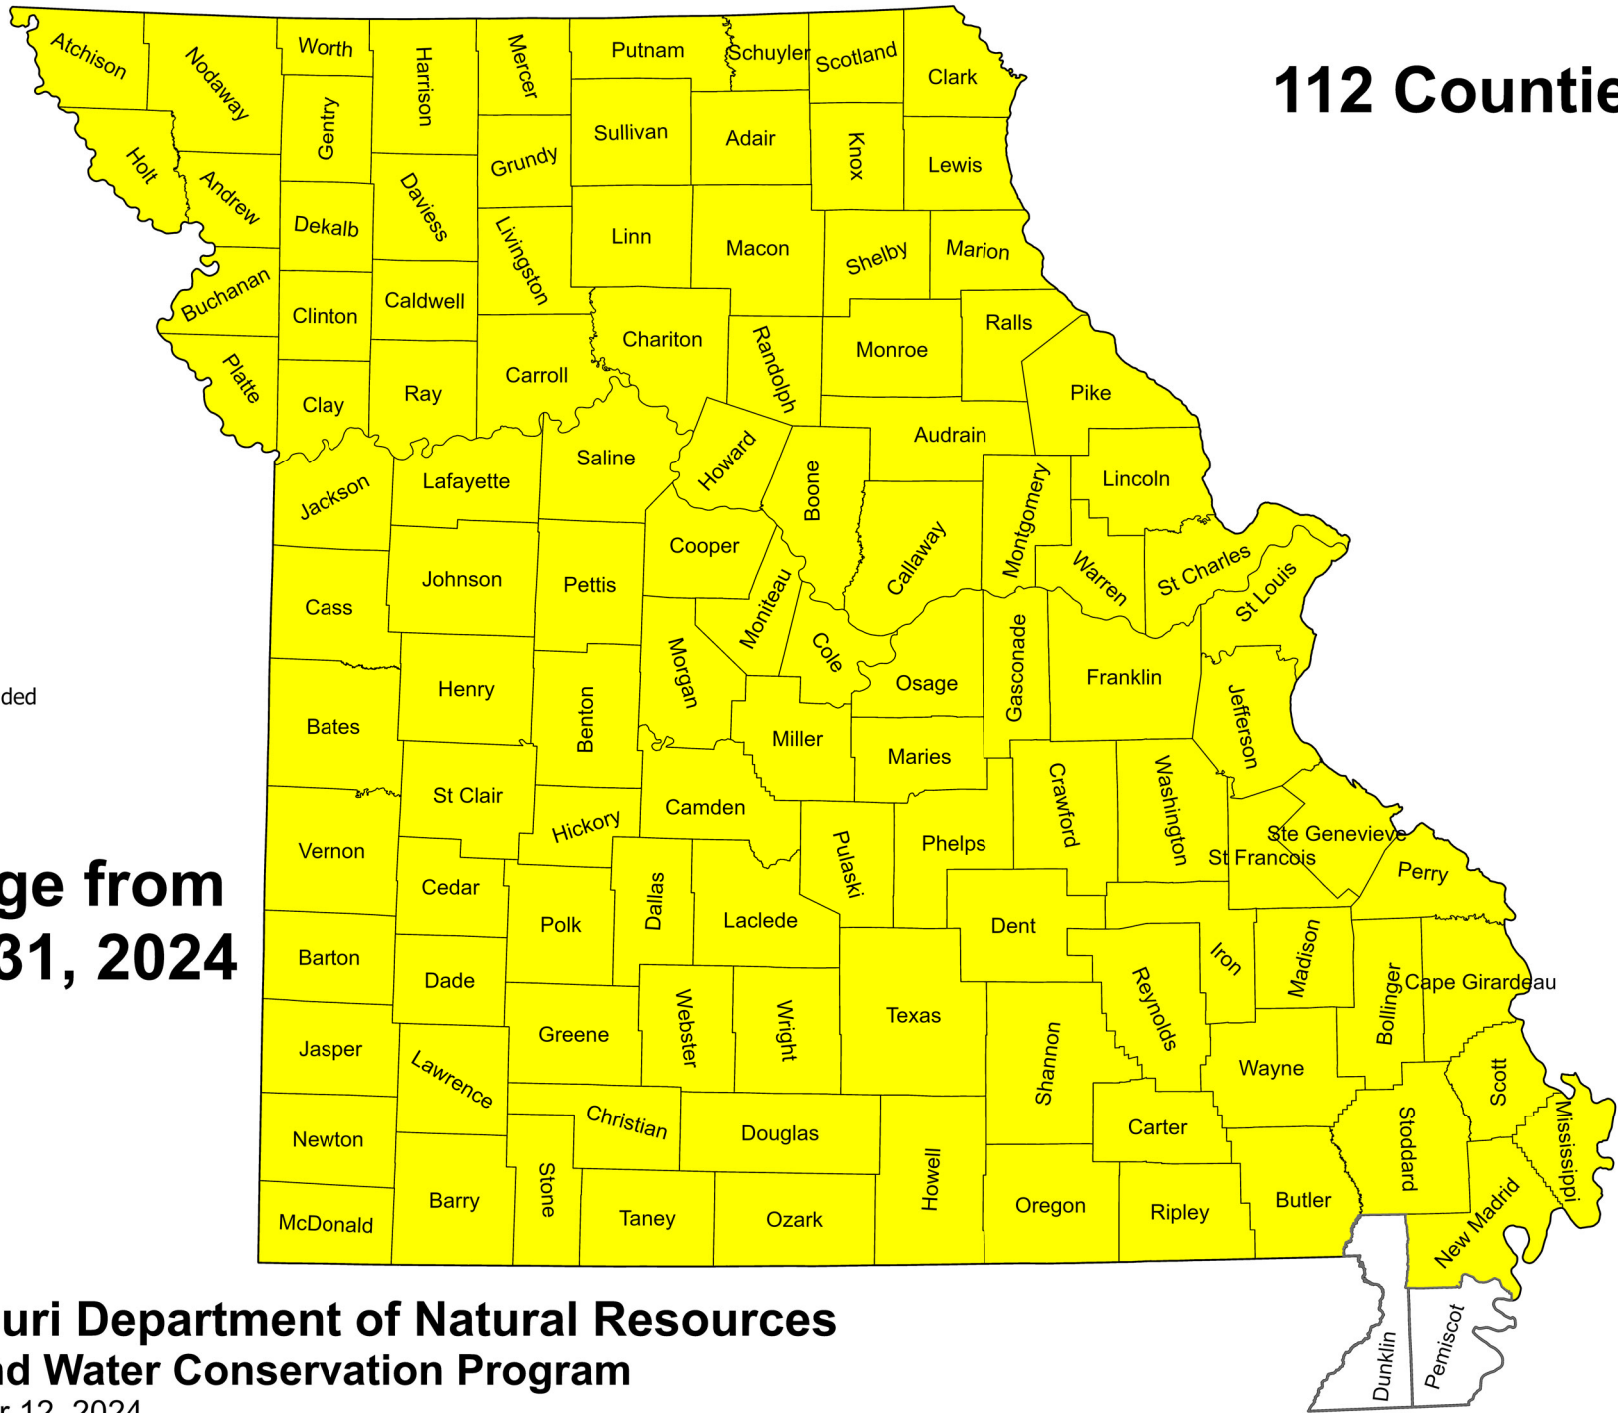 112 Countie
Atchison
Nodaway
Worth
Harrison
Mercer
Putnam
Schuyler
Scotland
Clark
Gentry
Sullivan
Adair
Knox
Lewis
Holt
Andrew
Dekalb
Daviess
Grundy
Livingston
Linn
Macon
Shelby
Marion
Buchanan
Clinton
Caldwell
Chariton
Randolph
Monroe
Ralls
Pike
Platte
Clay
Ray
Carroll
Audrain
Saline
Howard
Boone
Lincoln
Jackson
Lafayette
Cooper
Callaway
Montgomery
Warren
St Charles
St Louis
Cass
Johnson
Pettis
Moniteau
Cole
Morgan
Osage
Gasconade
Franklin
Jefferson
ded
Bates
Henry
Benton
Miller
Maries
Camden
St Clair
Hickory
Pulaski
Phelps
Crawford
Washington
Ste Genevieve
St Francois
Perry
Vernon
Cedar
Polk
Dallas
Laclede
Dent
Iron
Madison
Bollinger
Cape Girardeau
ge from
31, 2024
Barton
Dade
Greene
Webster
Wright
Texas
Shannon
Reynolds
Wayne
Scott
Mississippi
Jasper
Lawrence
Christian
Douglas
Carter
Stoddard
Newton
Barry
Stone
Taney
Ozark
Howell
Oregon
Ripley
Butler
New Madrid
McDonald
Dunklin
Pemiscot
uri Department of Natural Resources
nd Water Conservation Program
r 12, 2024